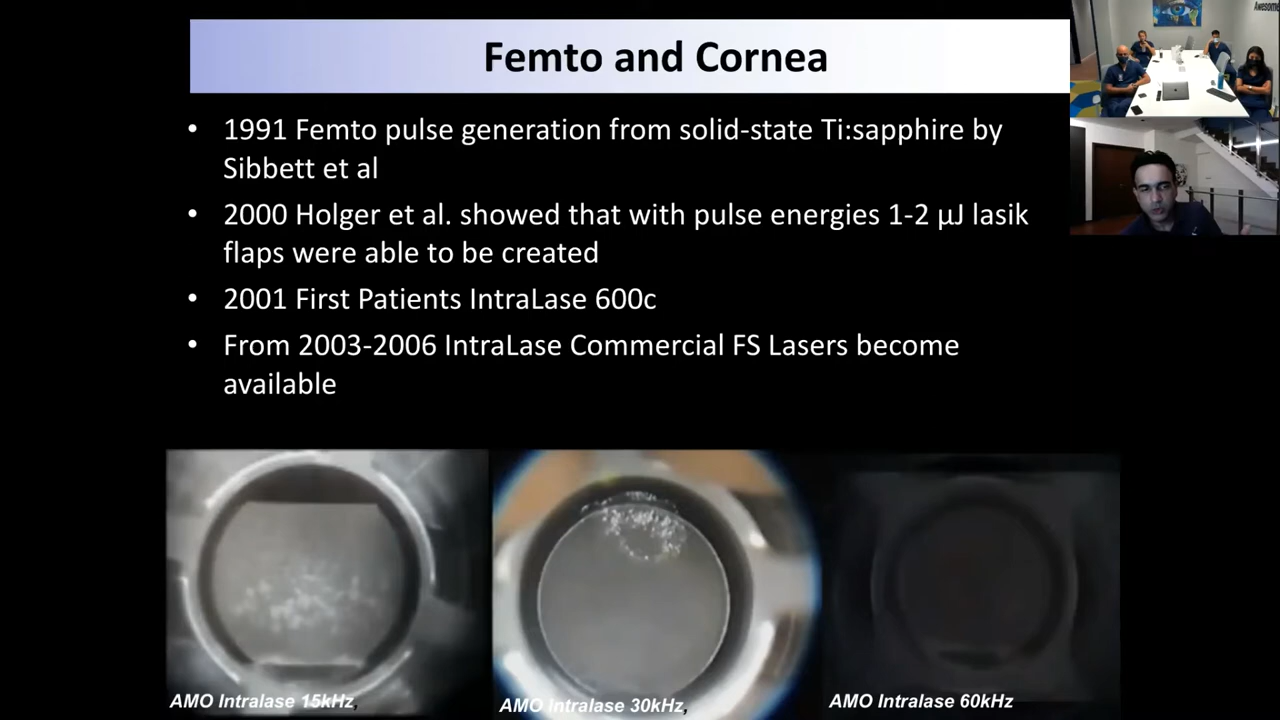 Awesome
Femto and Cornea
• 1991 Femto pulse generation from solid-state Ti:sapphire by
Sibbett et al
• 2000 Holger et al. showed that with pulse energies 1-2 µJ lasik
flaps were able to be created
• 2001 First Patients IntraLase 600c
• From 2003-2006 IntraLase Commercial FS Lasers become
available
AMO Intralase 15kHz,
AMO Intralase 30kHz,
AMO Intralase 60kHz